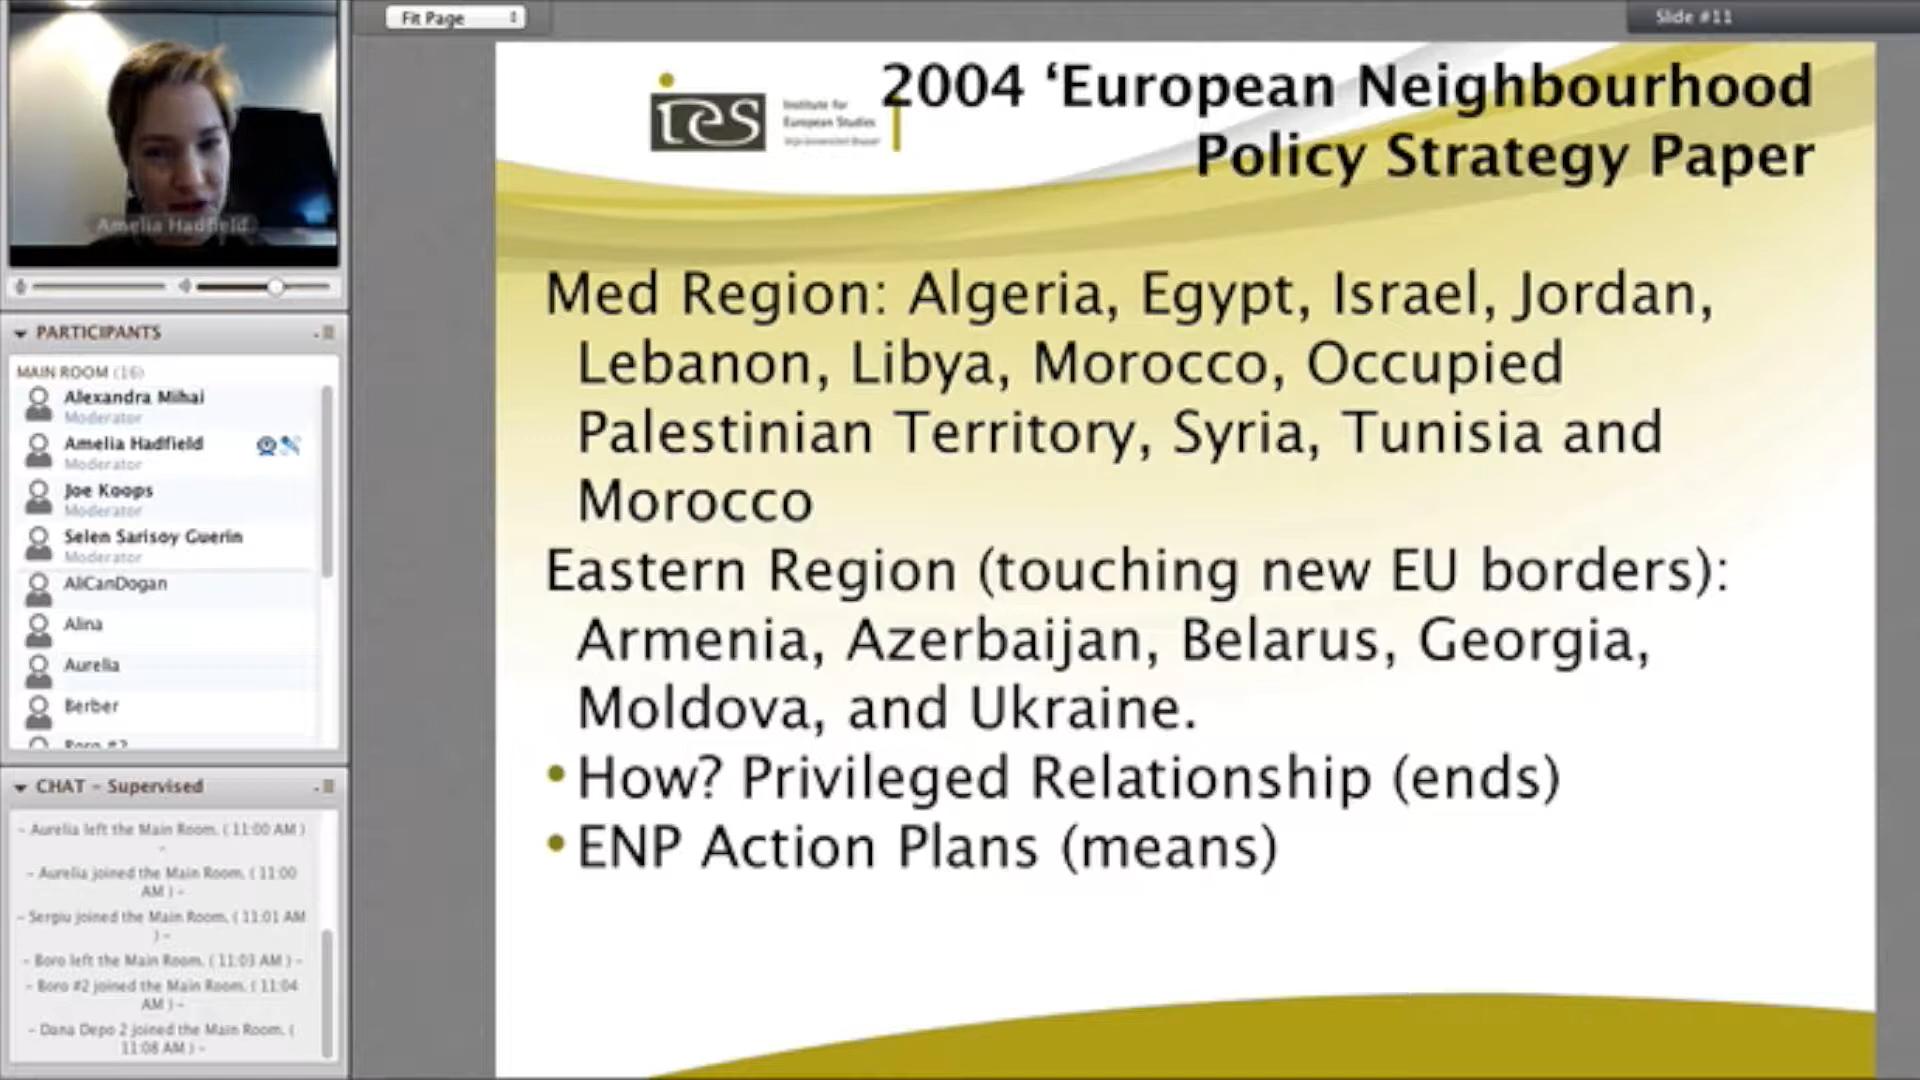 Fit Page
Slide #11
Amelia Hadfield
PARTICIPANTS
MAIN ROOM (16)
Alexandra Mihai
Moderator
Amelia Hadfield
Moderator
Joe Koops
Moderator
Selen Sarisoy Guerin
Moderator
AliCanDogan
Alina
Aurelia
Berber
Boro #2
CHAT - Supervised
- Aurelia left the Main Room. ( 11:00 AM )
-
- Aurelia joined the Main Room. ( 11:00
AM ) -
- Sergiu joined the Main Room. ( 11:01 AM
) -
- Boro left the Main Room. ( 11:03 AM ) -
- Boro #2 joined the Main Room. ( 11:04
AM ) -
- Dana Depo 2 joined the Main Room. (
11:08 AM ) -
ies
Institute for
European Studies
2004 ‘European Neighbourhood
Policy Strategy Paper
Med Region: Algeria, Egypt, Israel, Jordan,
Lebanon, Libya, Morocco, Occupied
Palestinian Territory, Syria, Tunisia and
Morocco
Eastern Region (touching new EU borders):
Armenia, Azerbaijan, Belarus, Georgia,
Moldova, and Ukraine.
• How? Privileged Relationship (ends)
• ENP Action Plans (means)